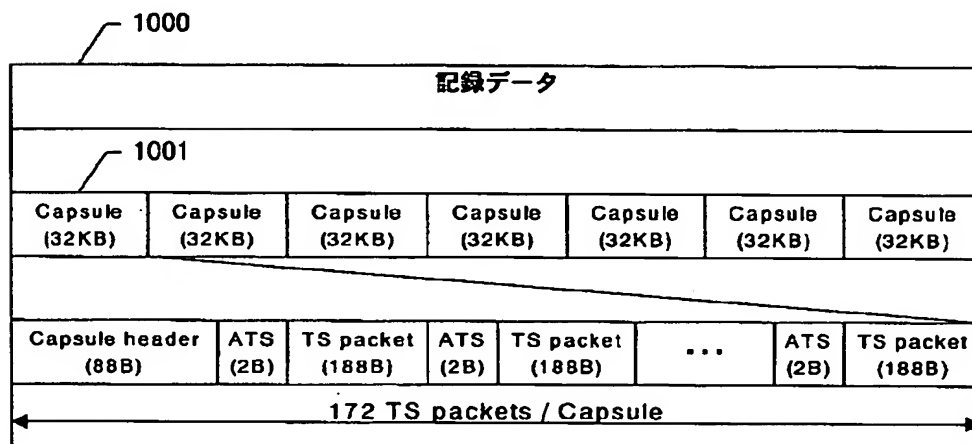 1000
記録データ
1001
Capsule (32KB) Capsule (32KB) Capsule (32KB) Capsule (32KB) Capsule (32KB) Capsule (32KB) Capsule (32KB)
Capsule header (88B) ATS (2B) TS packet (188B) ATS (2B) TS packet (188B) ... ATS (2B) TS packet (188B)
172 TS packets / Capsule